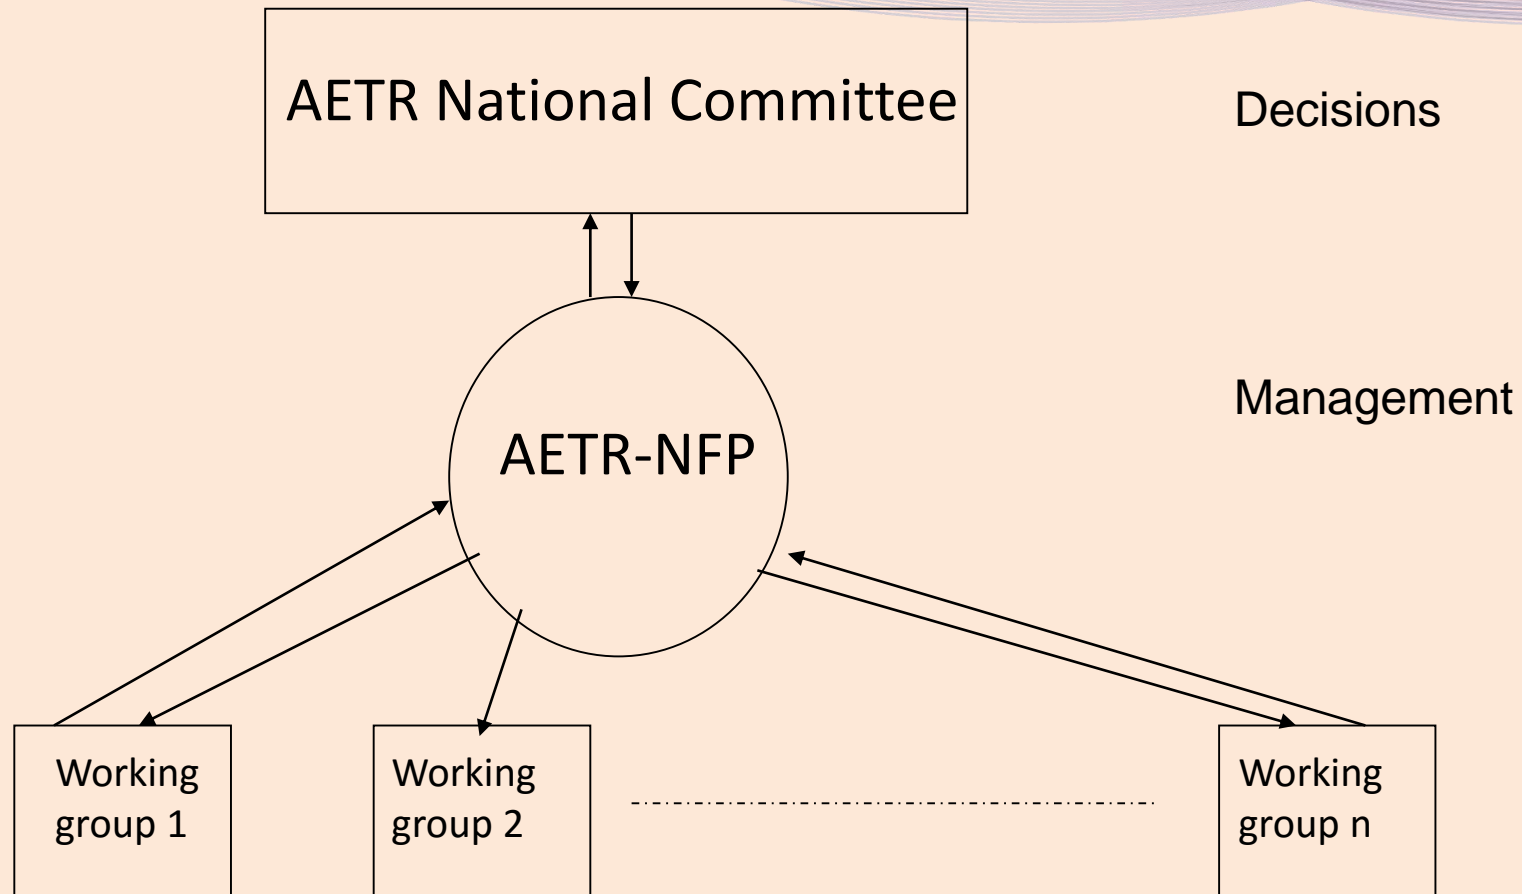 AETR National Committee
Decisions
Management
AETR-NFP
Working
group 1
Working
group 2
Working
group n